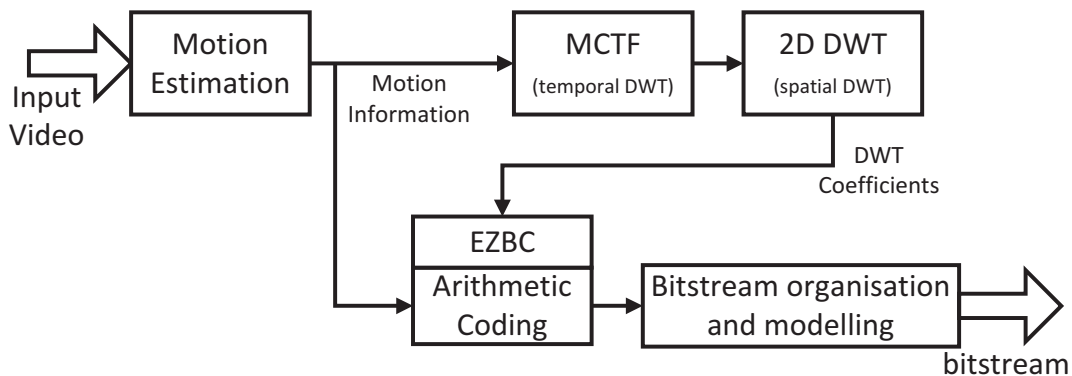 Input
Video
Motion
Estimation
Motion
Information
MCTF
(temporal DWT)
2D DWT
(spatial DWT)
DWT
Coefficients
EZBC
Arithmetic
Coding
Bitstream organisation
and modelling
bitstream